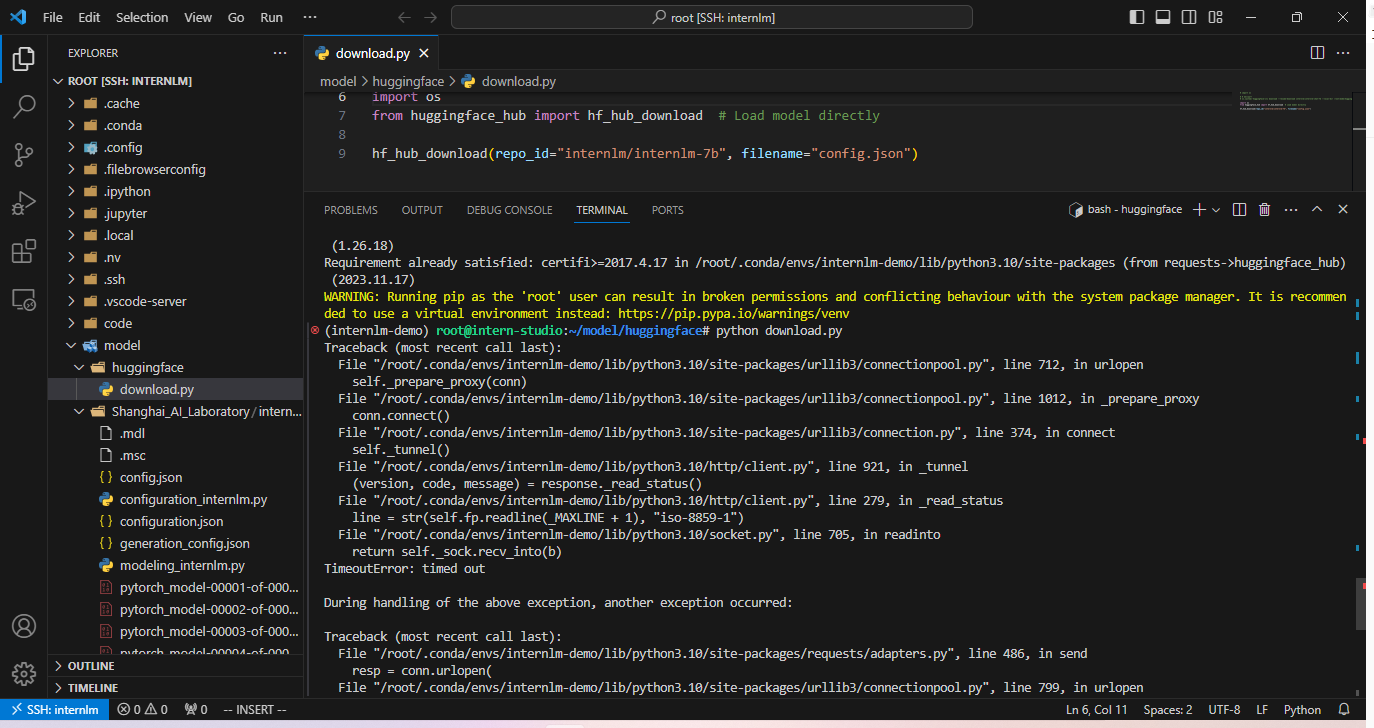 File Edit Selection View Go Run ···
root [SSH: internlm]
EXPLORER ···
ROOT [SSH: INTERNLM]
.cache
.conda
.config
.filebrowserconfig
.ipython
.jupyter
.local
.nv
.ssh
.vscode-server
code
model
huggingface
download.py
Shanghai_AI_Laboratory / intern...
.mdl
.msc
config.json
configuration_internlm.py
configuration.json
generation_config.json
modeling_internlm.py
pytorch_model-00001-of-000...
pytorch_model-00002-of-000...
pytorch_model-00003-of-000...
pytorch_model-00004-of-000...
OUTLINE
TIMELINE
download.py
model > huggingface > download.py
6 import os
7 from huggingface_hub import hf_hub_download  # Load model directly
8
9 hf_hub_download(repo_id="internlm/internlm-7b", filename="config.json")
PROBLEMS OUTPUT DEBUG CONSOLE TERMINAL PORTS
bash - huggingface
(1.26.18)
Requirement already satisfied: certifi>=2017.4.17 in /root/.conda/envs/internlm-demo/lib/python3.10/site-packages (from requests->huggingface_hub)
(2023.11.17)
WARNING: Running pip as the 'root' user can result in broken permissions and conflicting behaviour with the system package manager. It is recommen
ded to use a virtual environment instead: https://pip.pypa.io/warnings/venv
(internlm-demo) root@intern-studio:~/model/huggingface# python download.py
Traceback (most recent call last):
File "/root/.conda/envs/internlm-demo/lib/python3.10/site-packages/urllib3/connectionpool.py", line 712, in urlopen
self._prepare_proxy(conn)
File "/root/.conda/envs/internlm-demo/lib/python3.10/site-packages/urllib3/connectionpool.py", line 1012, in _prepare_proxy
conn.connect()
File "/root/.conda/envs/internlm-demo/lib/python3.10/site-packages/urllib3/connection.py", line 374, in connect
self._tunnel()
File "/root/.conda/envs/internlm-demo/lib/python3.10/http/client.py", line 921, in _tunnel
(version, code, message) = response._read_status()
File "/root/.conda/envs/internlm-demo/lib/python3.10/http/client.py", line 279, in _read_status
line = str(self.fp.readline(_MAXLINE + 1), "iso-8859-1")
File "/root/.conda/envs/internlm-demo/lib/python3.10/socket.py", line 705, in readinto
return self._sock.recv_into(b)
TimeoutError: timed out
During handling of the above exception, another exception occurred:
Traceback (most recent call last):
File "/root/.conda/envs/internlm-demo/lib/python3.10/site-packages/requests/adapters.py", line 486, in send
resp = conn.urlopen(
File "/root/.conda/envs/internlm-demo/lib/python3.10/site-packages/urllib3/connectionpool.py", line 799, in urlopen
SSH: internlm 0 0 0 -- INSERT -- Ln 6, Col 11 Spaces: 2 UTF-8 LF Python